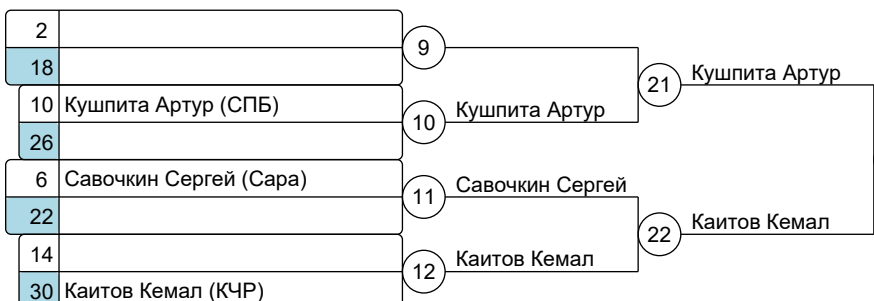 2
9
18
21 Кушпита Артур
10 Кушпита Артур (СПБ)
10 Кушпита Артур
26
6 Савочкин Сергей (Сара)
11 Савочкин Сергей
22
22 Каитов Кемал
14
12 Каитов Кемал
30 Каитов Кемал (КЧР)